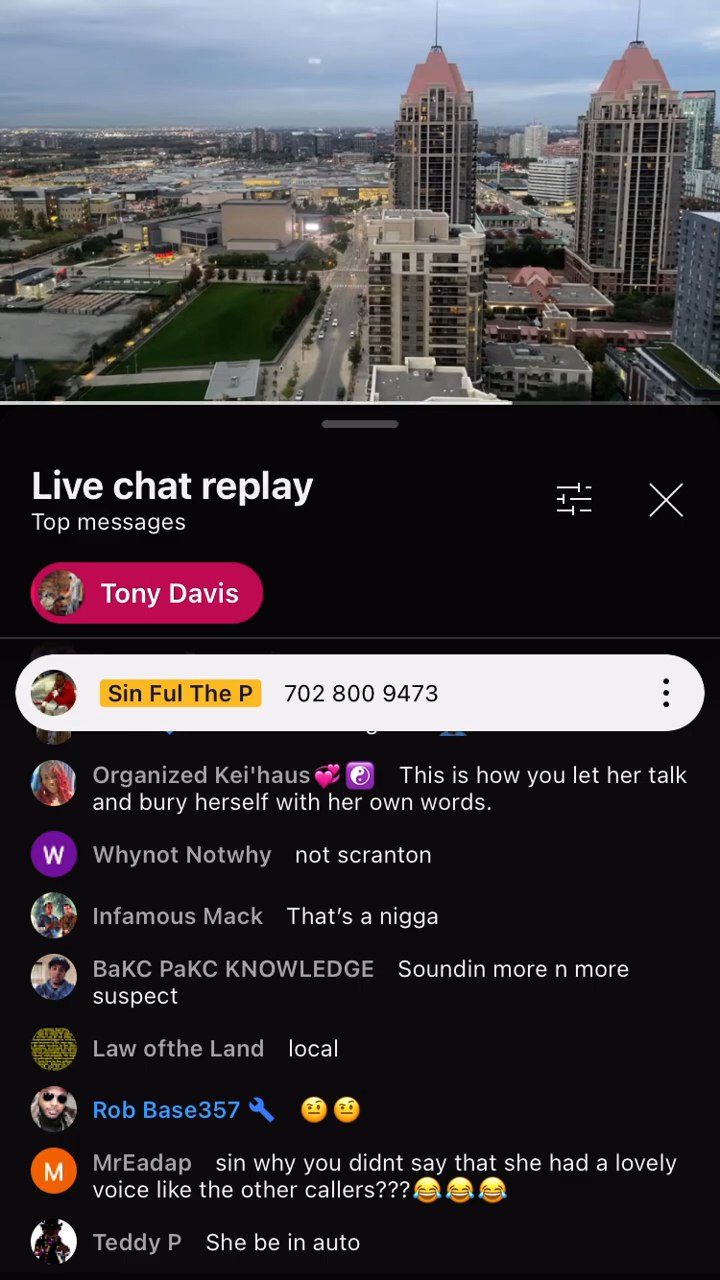 Live chat replay
Top messages
Tony Davis
Sin Ful The P 702 800 9473
Organized Kei'haus💞☯️ This is how you let her talk
and bury herself with her own words.
W
Whynot Notwhy not scranton
Infamous Mack That’s a nigga
BaKC PaKC KNOWLEDGE Soundin more n more
suspect
Law ofthe Land local
Rob Base357🔧 🤨🤨
M
MrEadap sin why you didnt say that she had a lovely
voice like the other callers???😂😂😂
Teddy P She be in auto